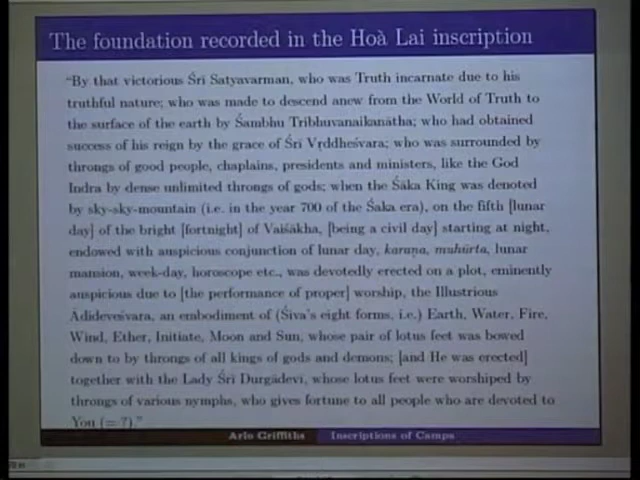 The foundation recorded in the Hoà Lai inscription
“By that victorious Śrī Satyavarman, who was Truth incarnate due to his
truthful nature; who was made to descend anew from the World of Truth to
the surface of the earth by Śambhu Tribhuvanaikanātha; who had obtained
success of his reign by the grace of Śrī Vṛddheśvara; who was surrounded by
throngs of good people, chaplains, presidents and ministers, like the God
Indra by dense unlimited throngs of gods; when the Śāka King was denoted
by sky-sky-mountain (i.e. in the year 700 of the Śaka era), on the fifth [lunar
day] of the bright [fortnight] of Vaiśākha, [being a civil day] starting at night,
endowed with auspicious conjunction of lunar day, karaṇa, muhūrta, lunar
mansion, week-day, horoscope etc., was devotedly erected on a plot, eminently
auspicious due to [the performance of proper] worship, the Illustrious
Ādideveśvara, an embodiment of (Śiva's eight forms, i.e.) Earth, Water, Fire,
Wind, Ether, Initiate, Moon and Sun, whose pair of lotus feet was bowed
down to by throngs of all kings of gods and demons; [and He was erected]
together with the Lady Śrī Durgādevī, whose lotus feet were worshiped by
throngs of various nymphs, who gives fortune to all people who are devoted to
You (= ?).”
Arlo Griffiths Inscriptions of Campa